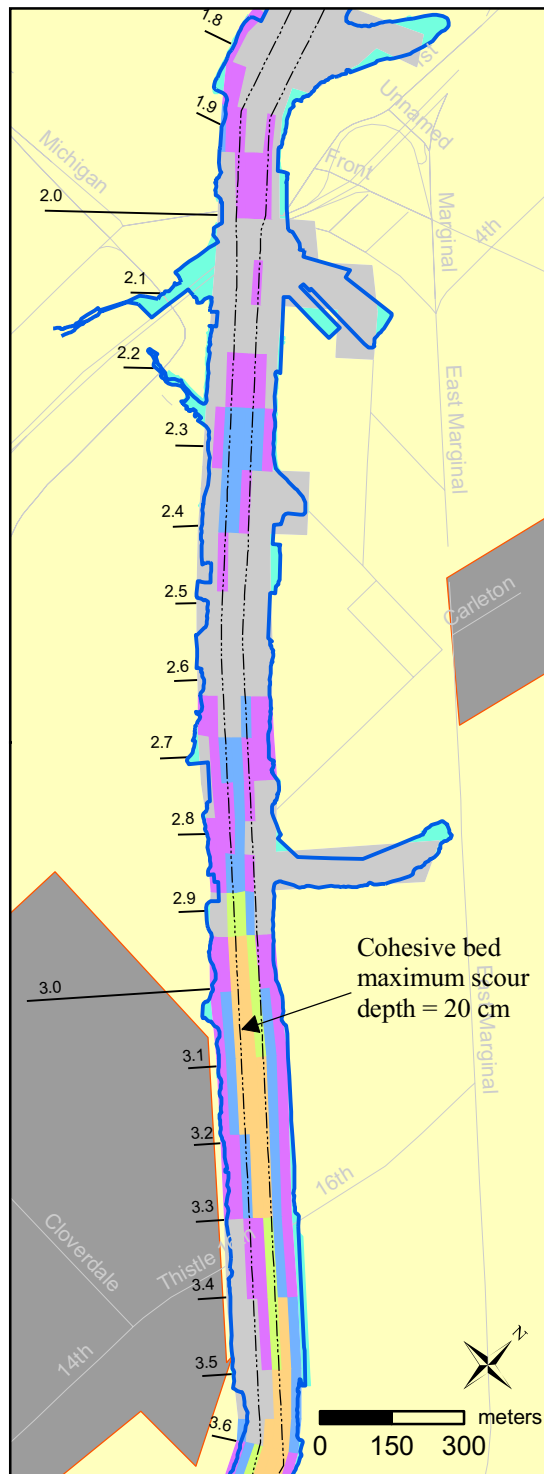 1.8
1st
1.9
Unnamed
Michigan
Front
2.0
Marginal
4th
2.1
2.2
East Marginal
2.3
2.4
2.5
Carleton
2.6
2.7
2.8
2.9
Cohesive bed
maximum scour
depth = 20 cm
3.0
East Marginal
3.1
3.2
16th
3.3
Cloverdale
Thistle
3.4
14th
3.5
N
3.6
meters
0 150 300